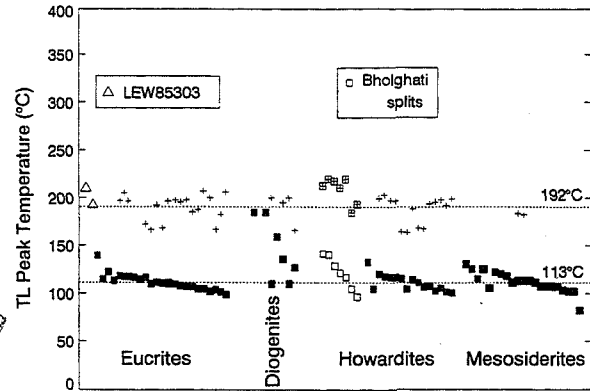 TL Peak Temperature (°C)
400
350
300
250
200
150
100
50
0
LEW85303
Bholghati
splits
192°C
113°C
Eucrites
Diogenites
Howardites
Mesosiderites